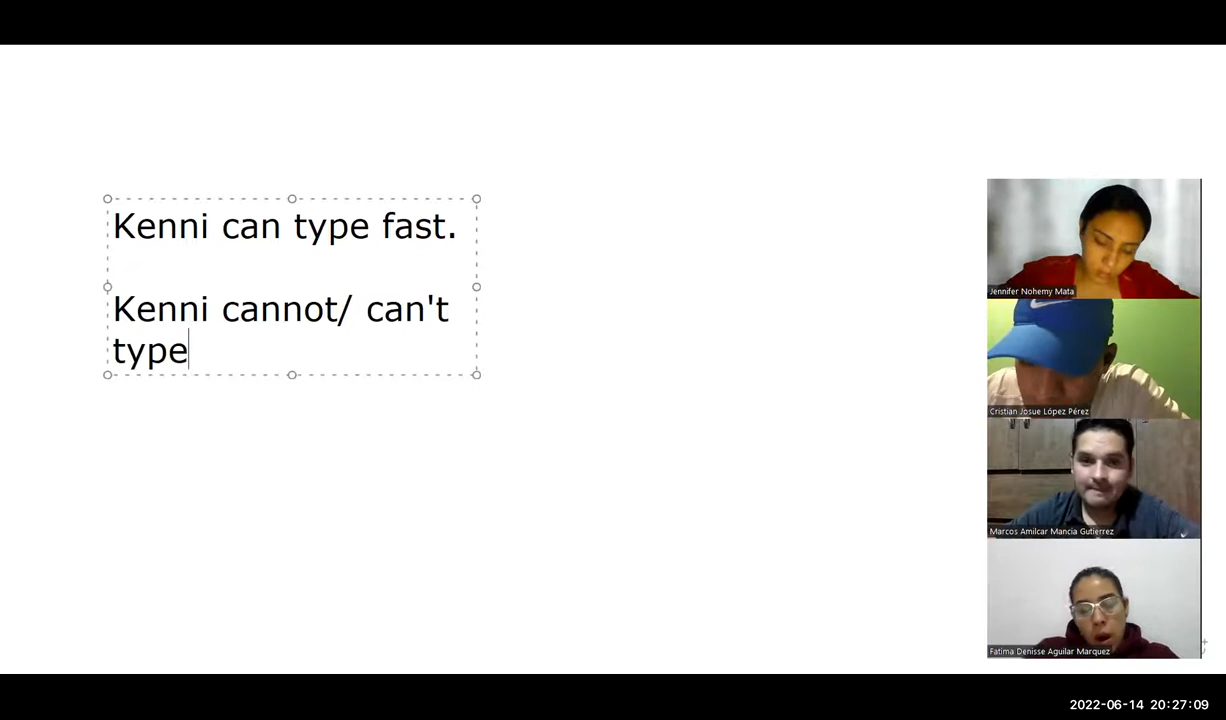 Kenni can type fast.
Kenni cannot/ can't
type
Jennifer Nohemy Mata
Cristian Josue López Pérez
Marcos Amilcar Mancia Gutierrez
Fatima Denisse Aguilar Marquez
2022-06-14 20:27:09